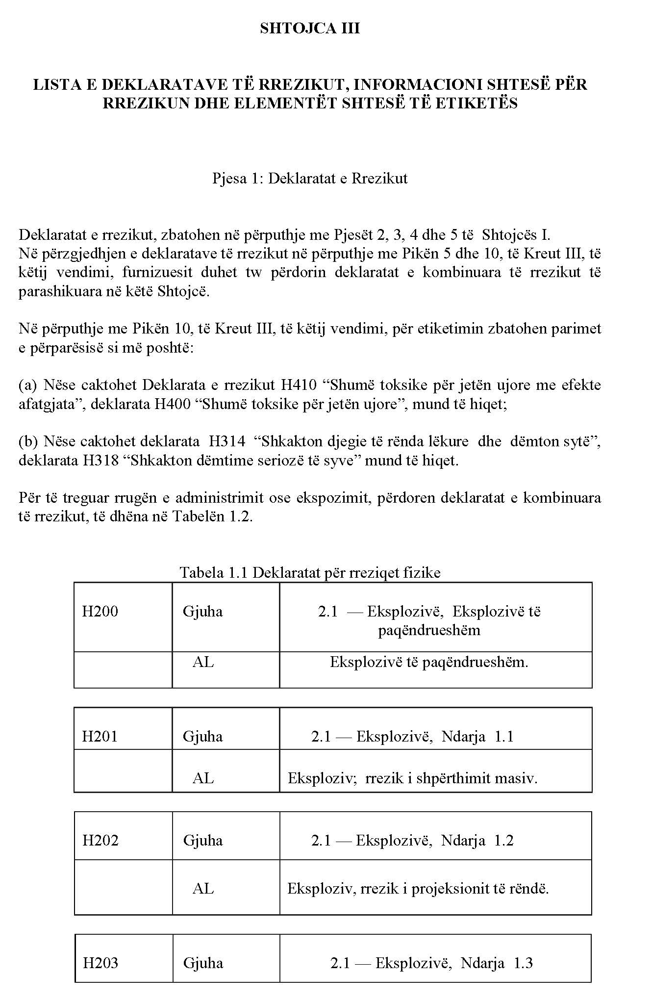 SHTOJCA III
LISTA E DEKLARATAVE TË RREZIKUT, INFORMACIONI SHTESË PËR
RREZIKUN DHE ELEMENTËT SHTESË TË ETIKETËS
Pjesa 1: Deklaratat e Rrezikut
Deklaratat e rrezikut, zbatohen në përputhje me Pjesët 2, 3, 4 dhe 5 të Shtojcës I.
Në përzgjedhjen e deklaratave të rrezikut në përputhje me Pikën 5 dhe 10, të Kreut III, të
këtij vendimi, furnizuesit duhet tw përdorin deklaratat e kombinuara të rrezikut të
parashikuara në këtë Shtojcë.
Në përputhje me Pikën 10, të Kreut III, të këtij vendimi, për etiketimin zbatohen parimet
e përparësisë si më poshtë:
(a) Nëse caktohet Deklarata e rrezikut H410 “Shumë toksike për jetën ujore me efekte
afatgjata”, deklarata H400 “Shumë toksike për jetën ujore”, mund të hiqet;
(b) Nëse caktohet deklarata H314 “Shkakton djegie të rënda lëkure dhe dëmton sytë”,
deklarata H318 “Shkakton dëmtime seriozë të syve” mund të hiqet.
Për të treguar rrugën e administrimit ose ekspozimit, përdoren deklaratat e kombinuara
të rrezikut, të dhëna në Tabelën 1.2.
Tabela 1.1 Deklaratat për rreziqet fizike
H200 Gjuha 2.1 — Eksplozivë, Eksplozivë të
paqëndrueshëm
AL Eksplozivë të paqëndrueshëm.
H201 Gjuha 2.1 — Eksplozivë, Ndarja 1.1
AL Eksploziv; rrezik i shpërthimit masiv.
H202 Gjuha 2.1 — Eksplozivë, Ndarja 1.2
AL Eksploziv, rrezik i projeksionit të rëndë.
H203 Gjuha 2.1 — Eksplozivë, Ndarja 1.3